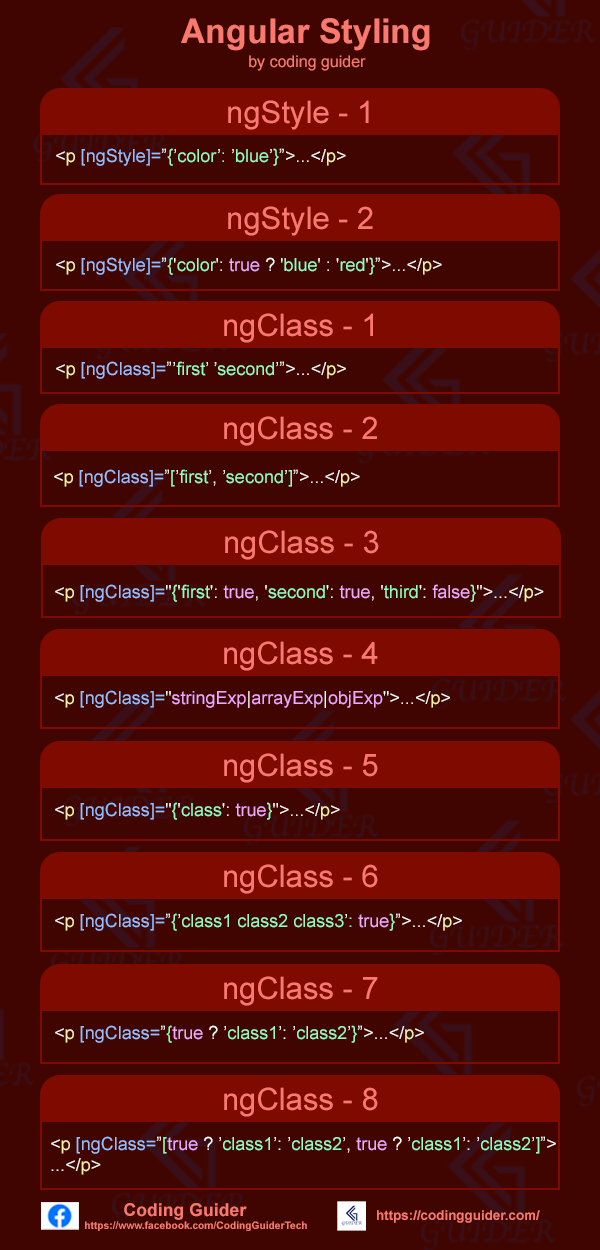 Angular Styling
by coding guider
ngStyle - 1
<p [ngStyle]=”{’color’: ’blue’}”>...</p>
ngStyle - 2
<p [ngStyle]=”{'color': true ? 'blue' : 'red'}”>...</p>
ngClass - 1
<p [ngClass]=”’first’ ’second’”>...</p>
ngClass - 2
<p [ngClass]=”[’first’, ’second’]”>...</p>
ngClass - 3
<p [ngClass]="{'first': true, 'second': true, 'third': false}">...</p>
ngClass - 4
<p [ngClass]="stringExp|arrayExp|objExp">...</p>
ngClass - 5
<p [ngClass]="{'class': true}">...</p>
ngClass - 6
<p [ngClass]=”{’class1 class2 class3’: true}”>...</p>
ngClass - 7
<p [ngClass=”{true ? ’class1’: ’class2’}”>...</p>
ngClass - 8
<p [ngClass=”[true ? ’class1’: ’class2’, true ? ’class1’: ’class2’]”>
...</p>
Coding Guider
https://www.facebook.com/CodingGuiderTech
GUIDER
https://codingguider.com/